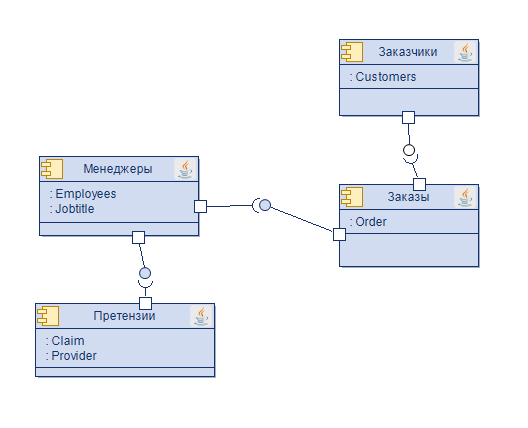 Заказчики
: Customers
Менеджеры
: Employees
: Jobtitle
Заказы
: Order
Претензии
: Claim
: Provider